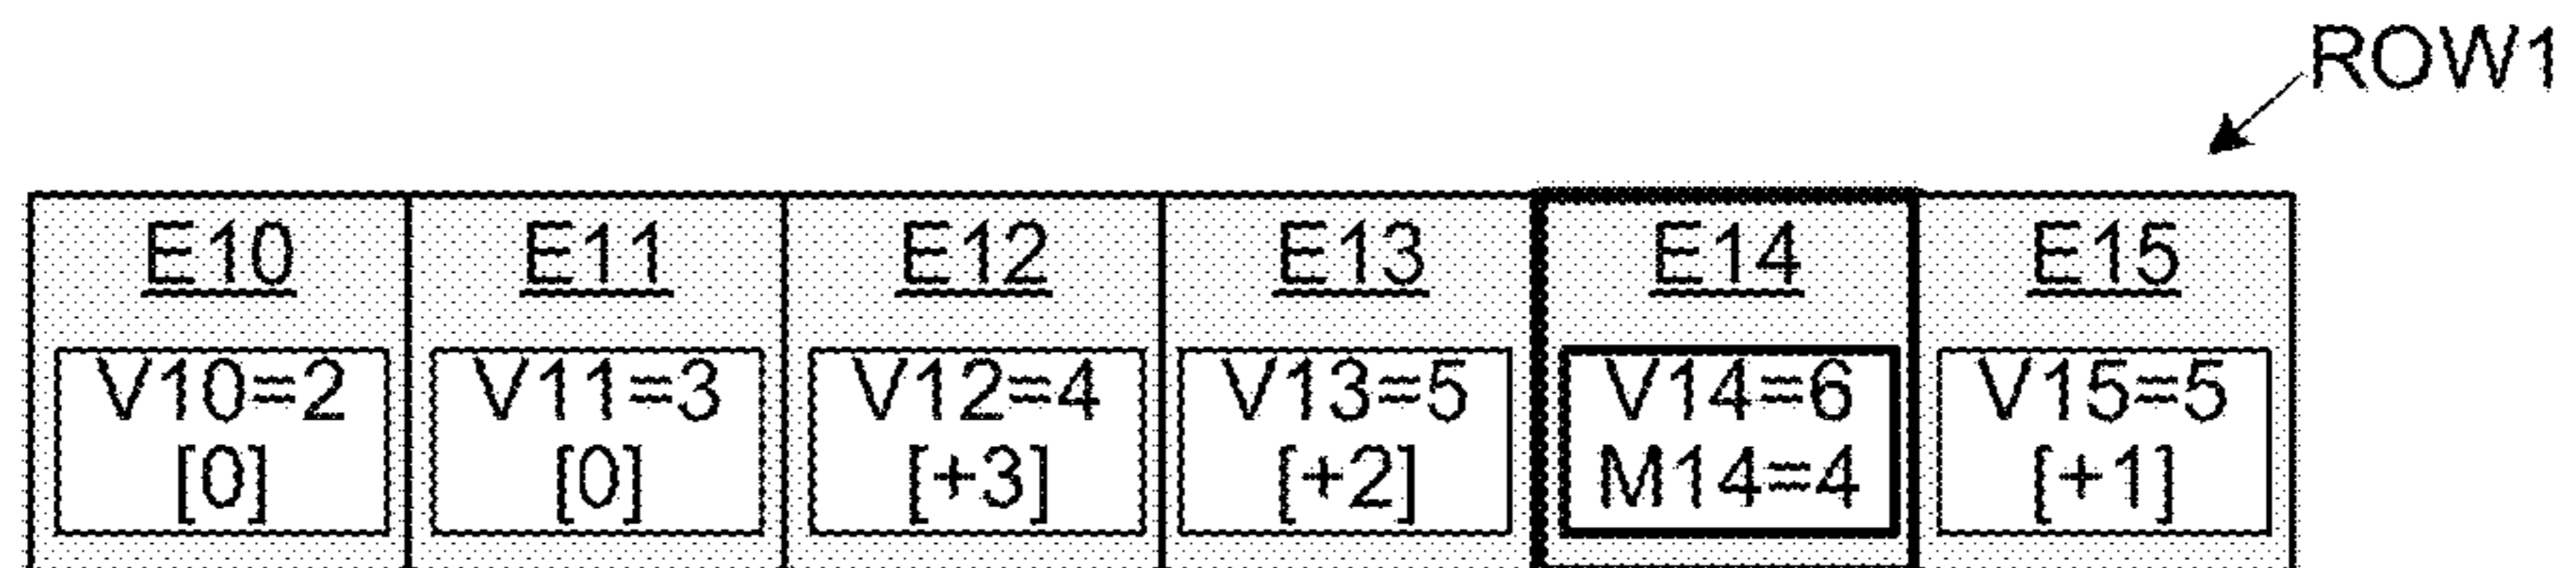 ROW1
E10 E11 E12 E13 E14 E15
V10=2 V11=3 V12=4 V13=5 V14=6 V15=5
[0] [0] [+3] [+2] M14=4 [+1]